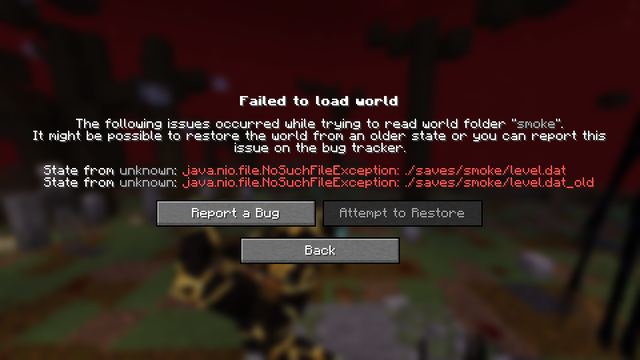 Failed to load world
The following issues occurred while trying to read world folder "smoke".
It might be possible to restore the world from an older state or you can report this
issue on the bug tracker.
State from unknown: java.nio.file.NoSuchFileException: ./saves/smoke/level.dat
State from unknown: java.nio.file.NoSuchFileException: ./saves/smoke/level.dat_old
Report a Bug
Attempt to Restore
Back